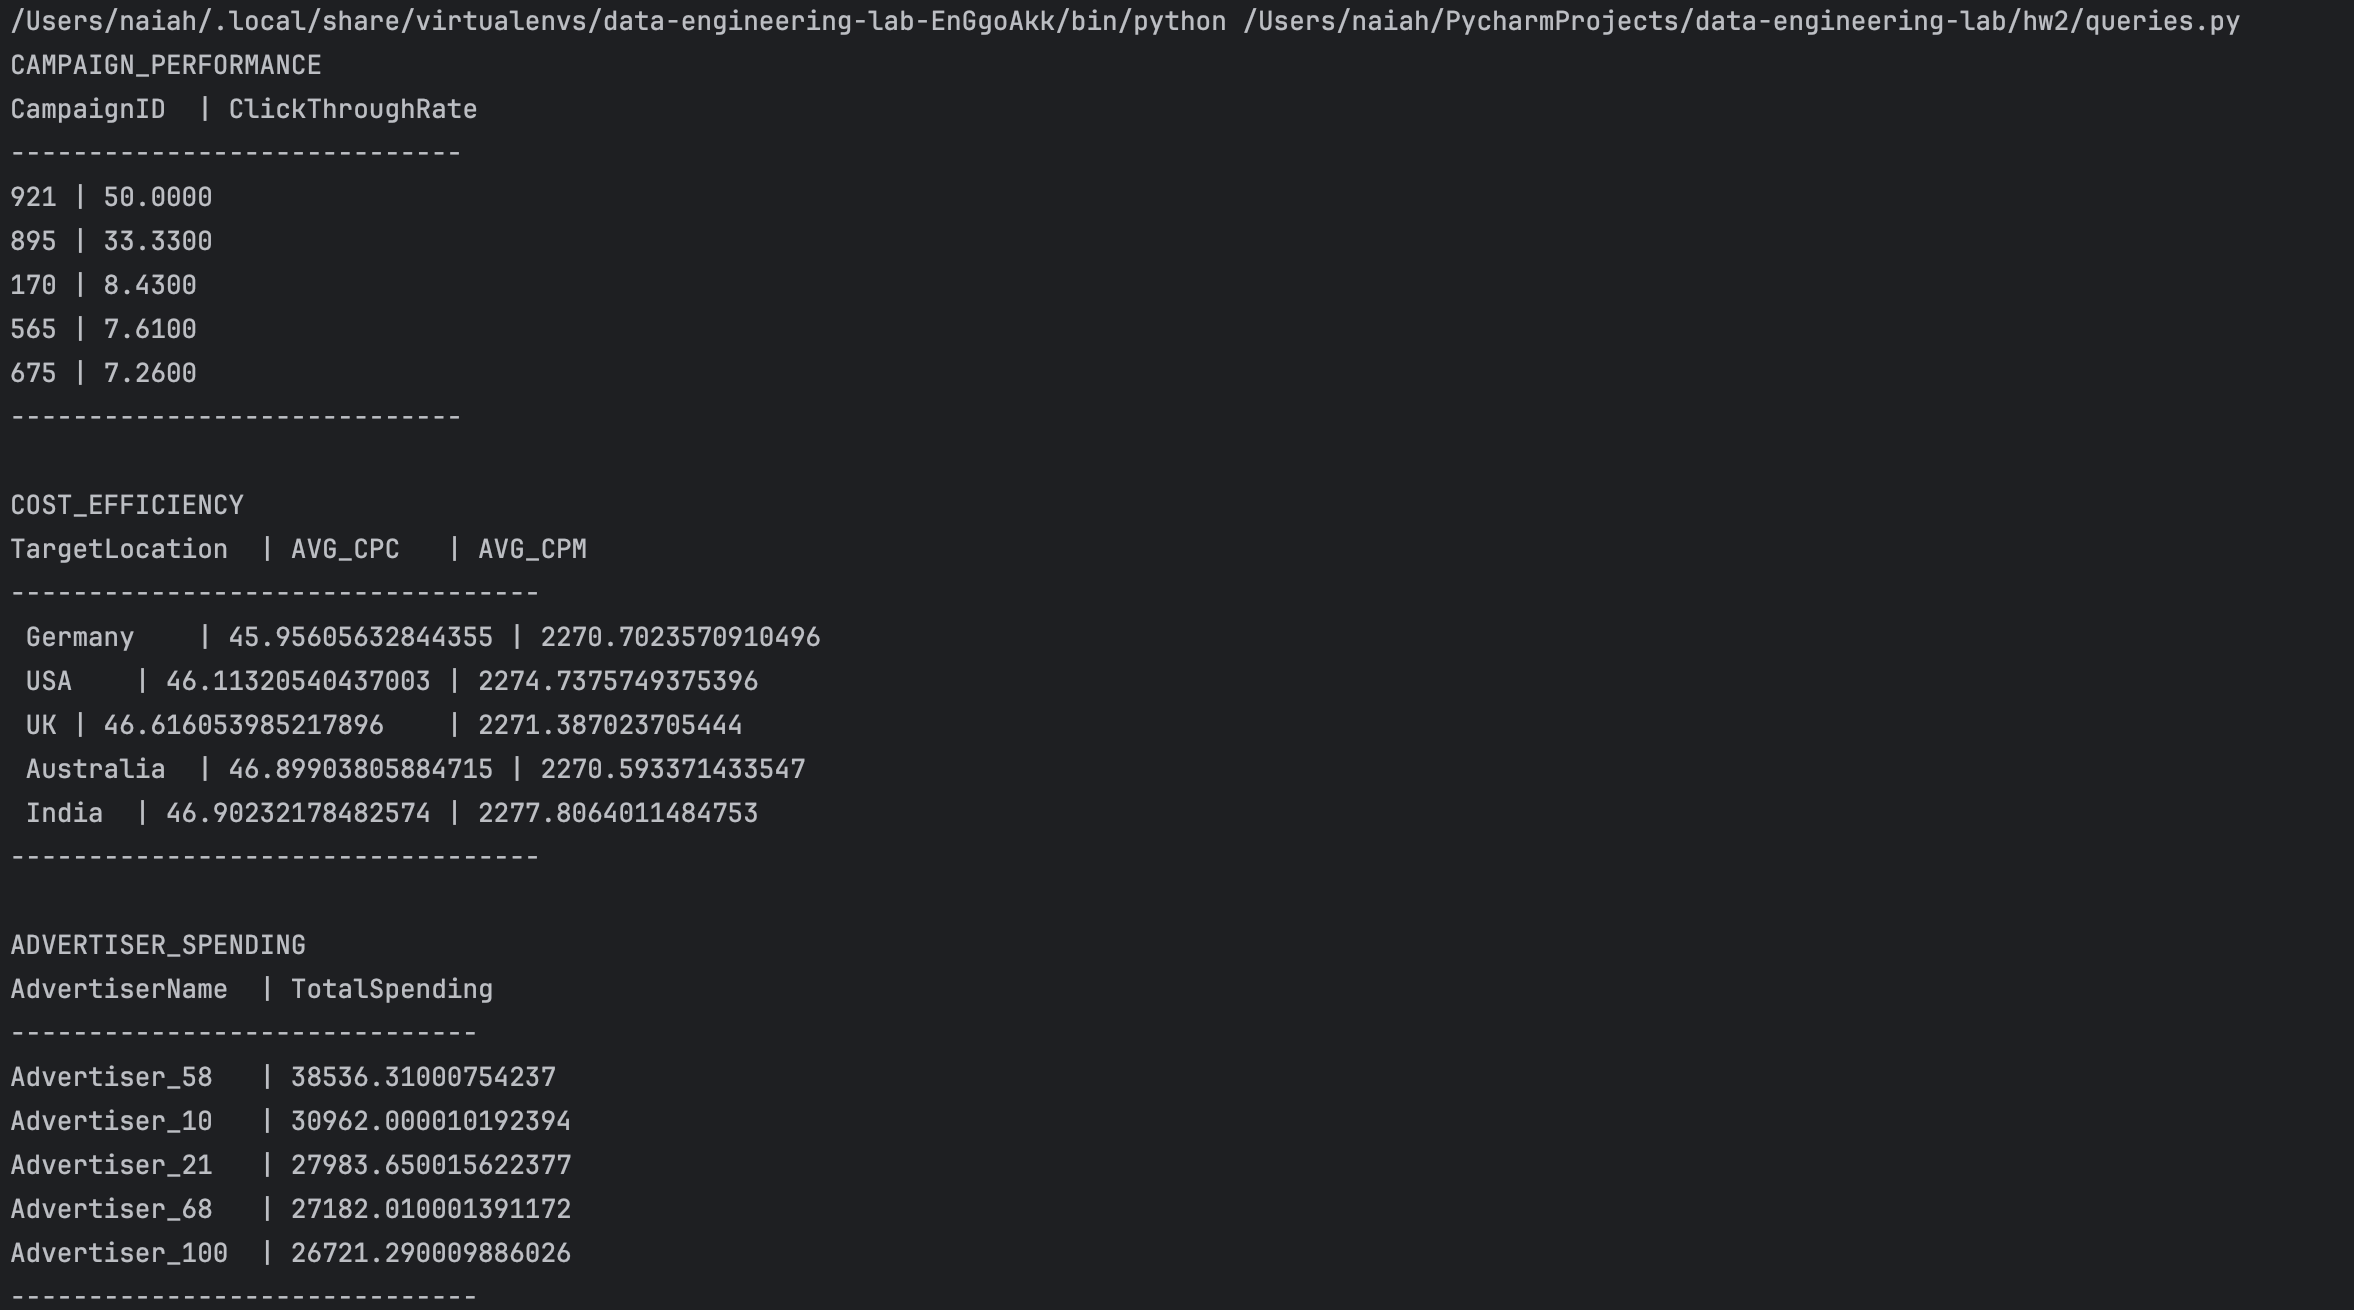 /Users/naiah/.local/share/virtualenvs/data-engineering-lab-EnGgoAkk/bin/python /Users/naiah/PycharmProjects/data-engineering-lab/hw2/queries.py
CAMPAIGN_PERFORMANCE
CampaignID  | ClickThroughRate
-----------------------------
921 | 50.0000
895 | 33.3300
170 | 8.4300
565 | 7.6100
675 | 7.2600
-----------------------------
COST_EFFICIENCY
TargetLocation  | AVG_CPC   | AVG_CPM
----------------------------------
 Germany    | 45.95605632844355 | 2270.7023570910496
 USA    | 46.11320540437003 | 2274.7375749375396
 UK | 46.616053985217896    | 2271.387023705444
 Australia  | 46.89903805884715 | 2270.593371433547
 India  | 46.90232178482574 | 2277.8064011484753
----------------------------------
ADVERTISER_SPENDING
AdvertiserName  | TotalSpending
------------------------------
Advertiser_58   | 38536.31000754237
Advertiser_10   | 30962.000010192394
Advertiser_21   | 27983.650015622377
Advertiser_68   | 27182.010001391172
Advertiser_100  | 26721.290009886026
------------------------------